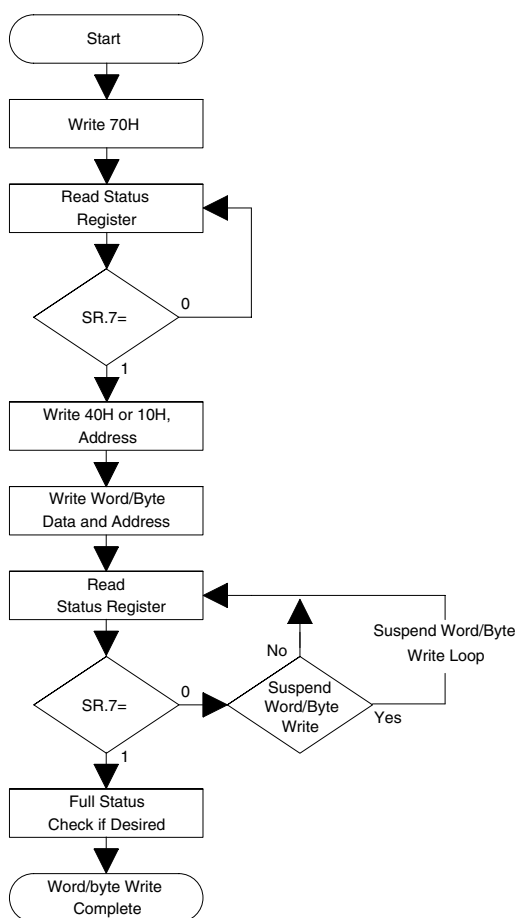 Start
Write 70H
Read Status
Register
SR.7=
0
1
Write 40H or 10H,
Address
Write Word/Byte
Data and Address
Read
Status Register
Suspend Word/Byte
Write Loop
No
SR.7=
0
Suspend
Word/Byte
Write
Yes
1
Full Status
Check if Desired
Word/byte Write
Complete